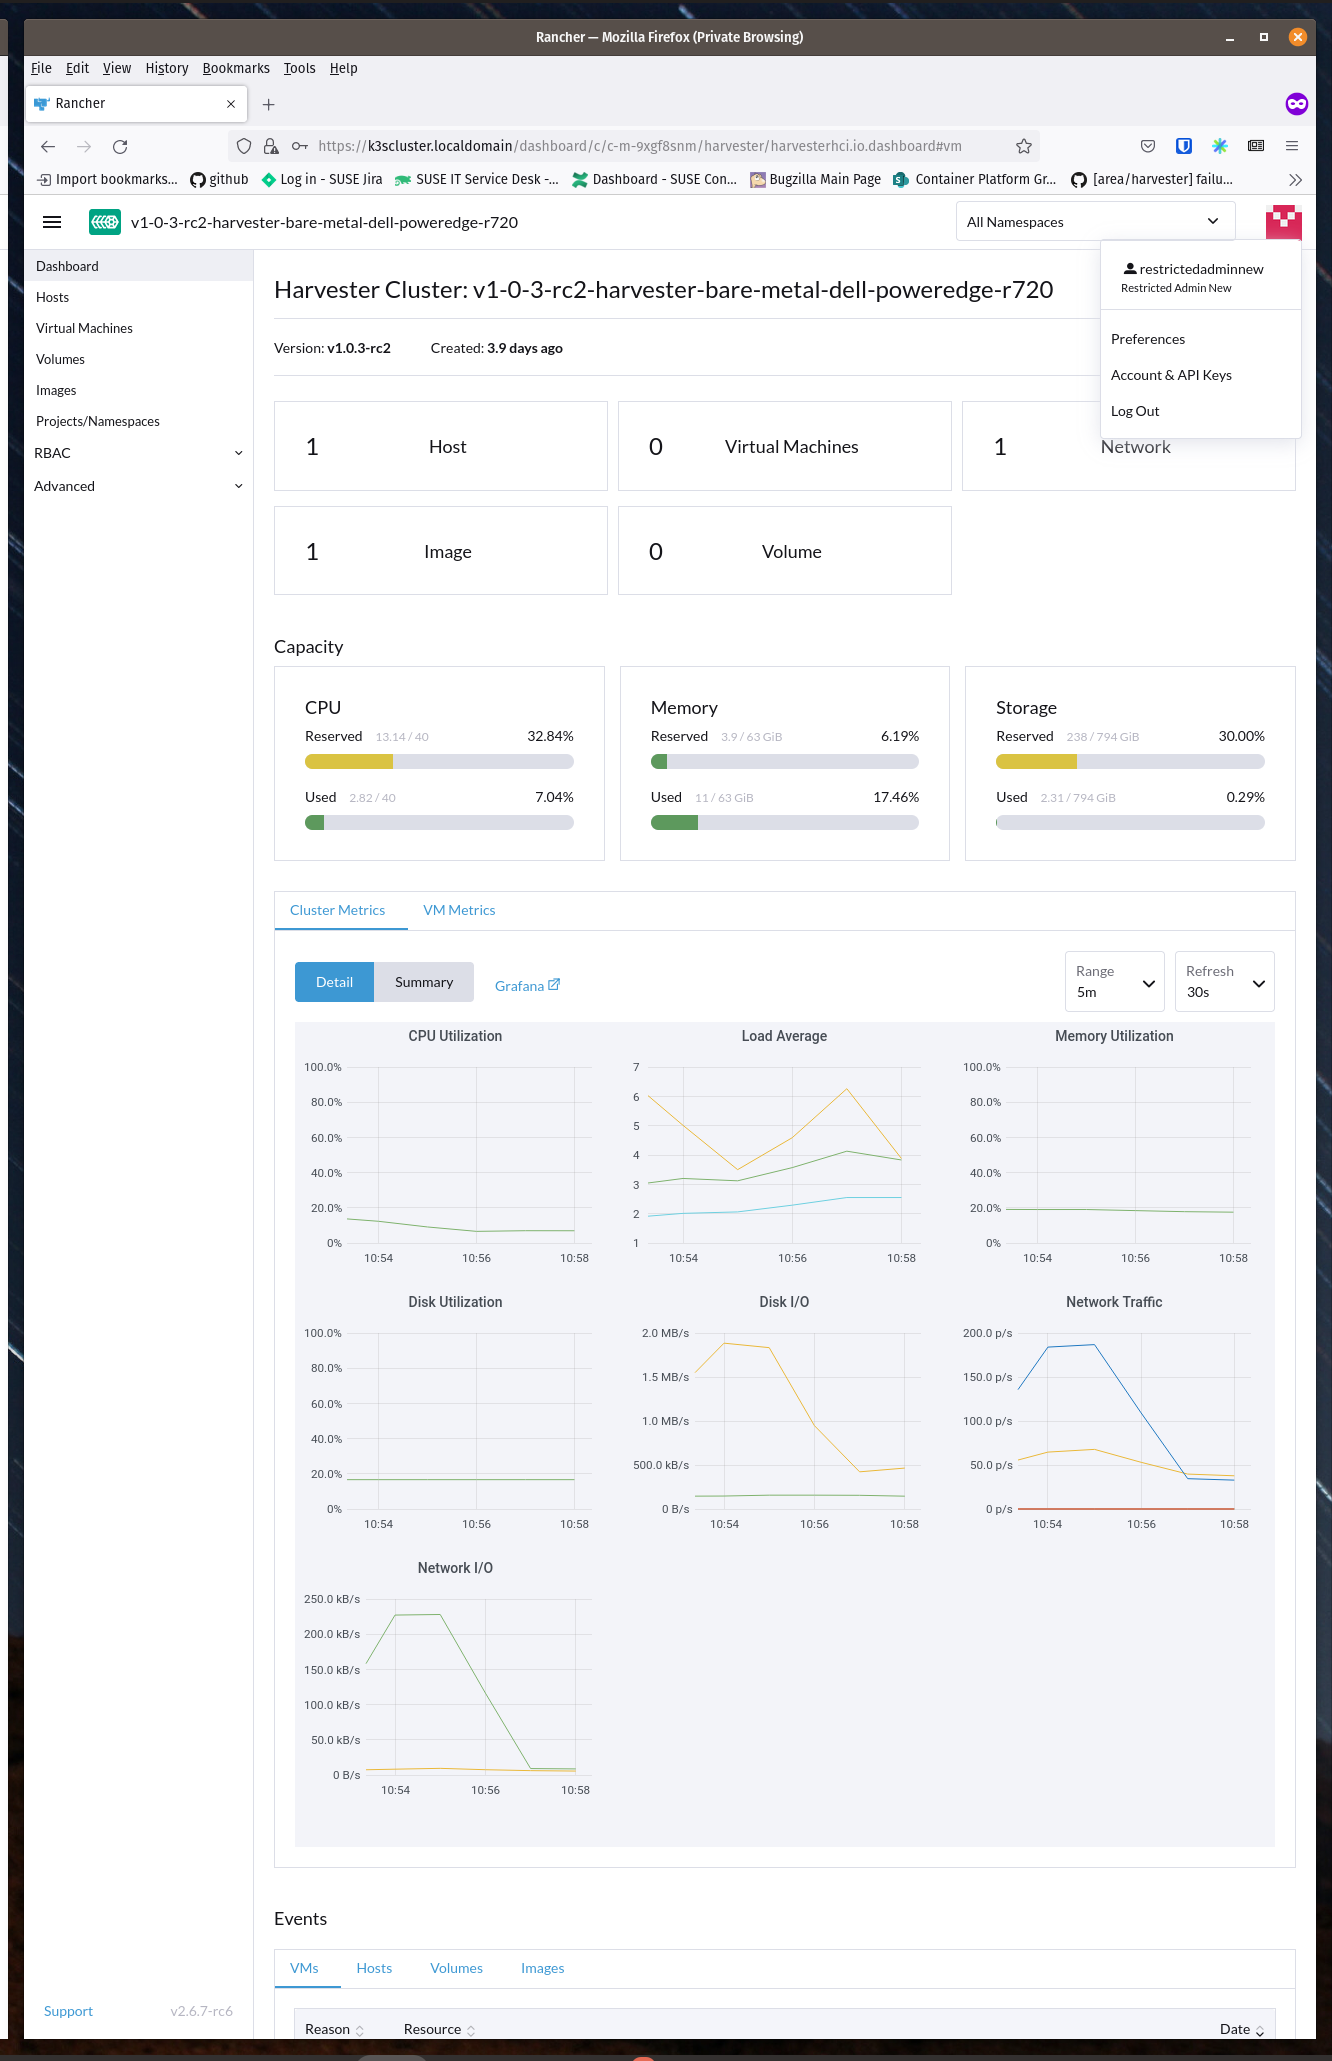 Rancher — Mozilla Firefox (Private Browsing)
File Edit View History Bookmarks Tools Help
Rancher
https://k3scluster.localdomain/dashboard/c/c-m-9xgf8snm/harvester/harvesterhci.io.dashboard#vm
Import bookmarks... github Log in - SUSE Jira SUSE IT Service Desk -... Dashboard - SUSE Con... Bugzilla Main Page Container Platform Gr... [area/harvester] failu...
v1-0-3-rc2-harvester-bare-metal-dell-poweredge-r720
All Namespaces
restrictedadminnew
Restricted Admin New
Preferences
Account & API Keys
Log Out
Dashboard
Hosts
Virtual Machines
Volumes
Images
Projects/Namespaces
RBAC
Advanced
Harvester Cluster: v1-0-3-rc2-harvester-bare-metal-dell-poweredge-r720
Version: v1.0.3-rc2 Created: 3.9 days ago
1 Host
0 Virtual Machines
1 Network
1 Image
0 Volume
Capacity
CPU
Reserved 13.14 / 40 32.84%
Used 2.82 / 40 7.04%
Memory
Reserved 3.9 / 63 GiB 6.19%
Used 11 / 63 GiB 17.46%
Storage
Reserved 238 / 794 GiB 30.00%
Used 2.31 / 794 GiB 0.29%
Cluster Metrics VM Metrics
Detail Summary Grafana
Range
5m
Refresh
30s
CPU Utilization
100.0%
80.0%
60.0%
40.0%
20.0%
0%
10:54 10:56 10:58
Load Average
7
6
5
4
3
2
1
10:54 10:56 10:58
Memory Utilization
100.0%
80.0%
60.0%
40.0%
20.0%
0%
10:54 10:56 10:58
Disk Utilization
100.0%
80.0%
60.0%
40.0%
20.0%
0%
10:54 10:56 10:58
Disk I/O
2.0 MB/s
1.5 MB/s
1.0 MB/s
500.0 kB/s
0 B/s
10:54 10:56 10:58
Network Traffic
200.0 p/s
150.0 p/s
100.0 p/s
50.0 p/s
0 p/s
10:54 10:56 10:58
Network I/O
250.0 kB/s
200.0 kB/s
150.0 kB/s
100.0 kB/s
50.0 kB/s
0 B/s
10:54 10:56 10:58
Events
VMs Hosts Volumes Images
Reason Resource Date
Support v2.6.7-rc6